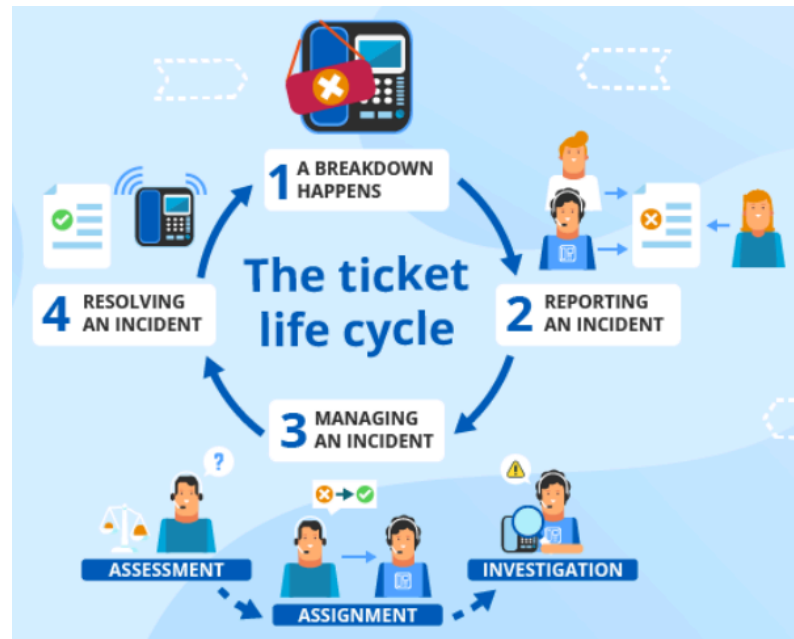 1 A BREAKDOWN
HAPPENS
The ticket
life cycle
2 REPORTING
AN INCIDENT
3 MANAGING
AN INCIDENT
4 RESOLVING
AN INCIDENT
?
ASSESSMENT
ASSIGNMENT
INVESTIGATION